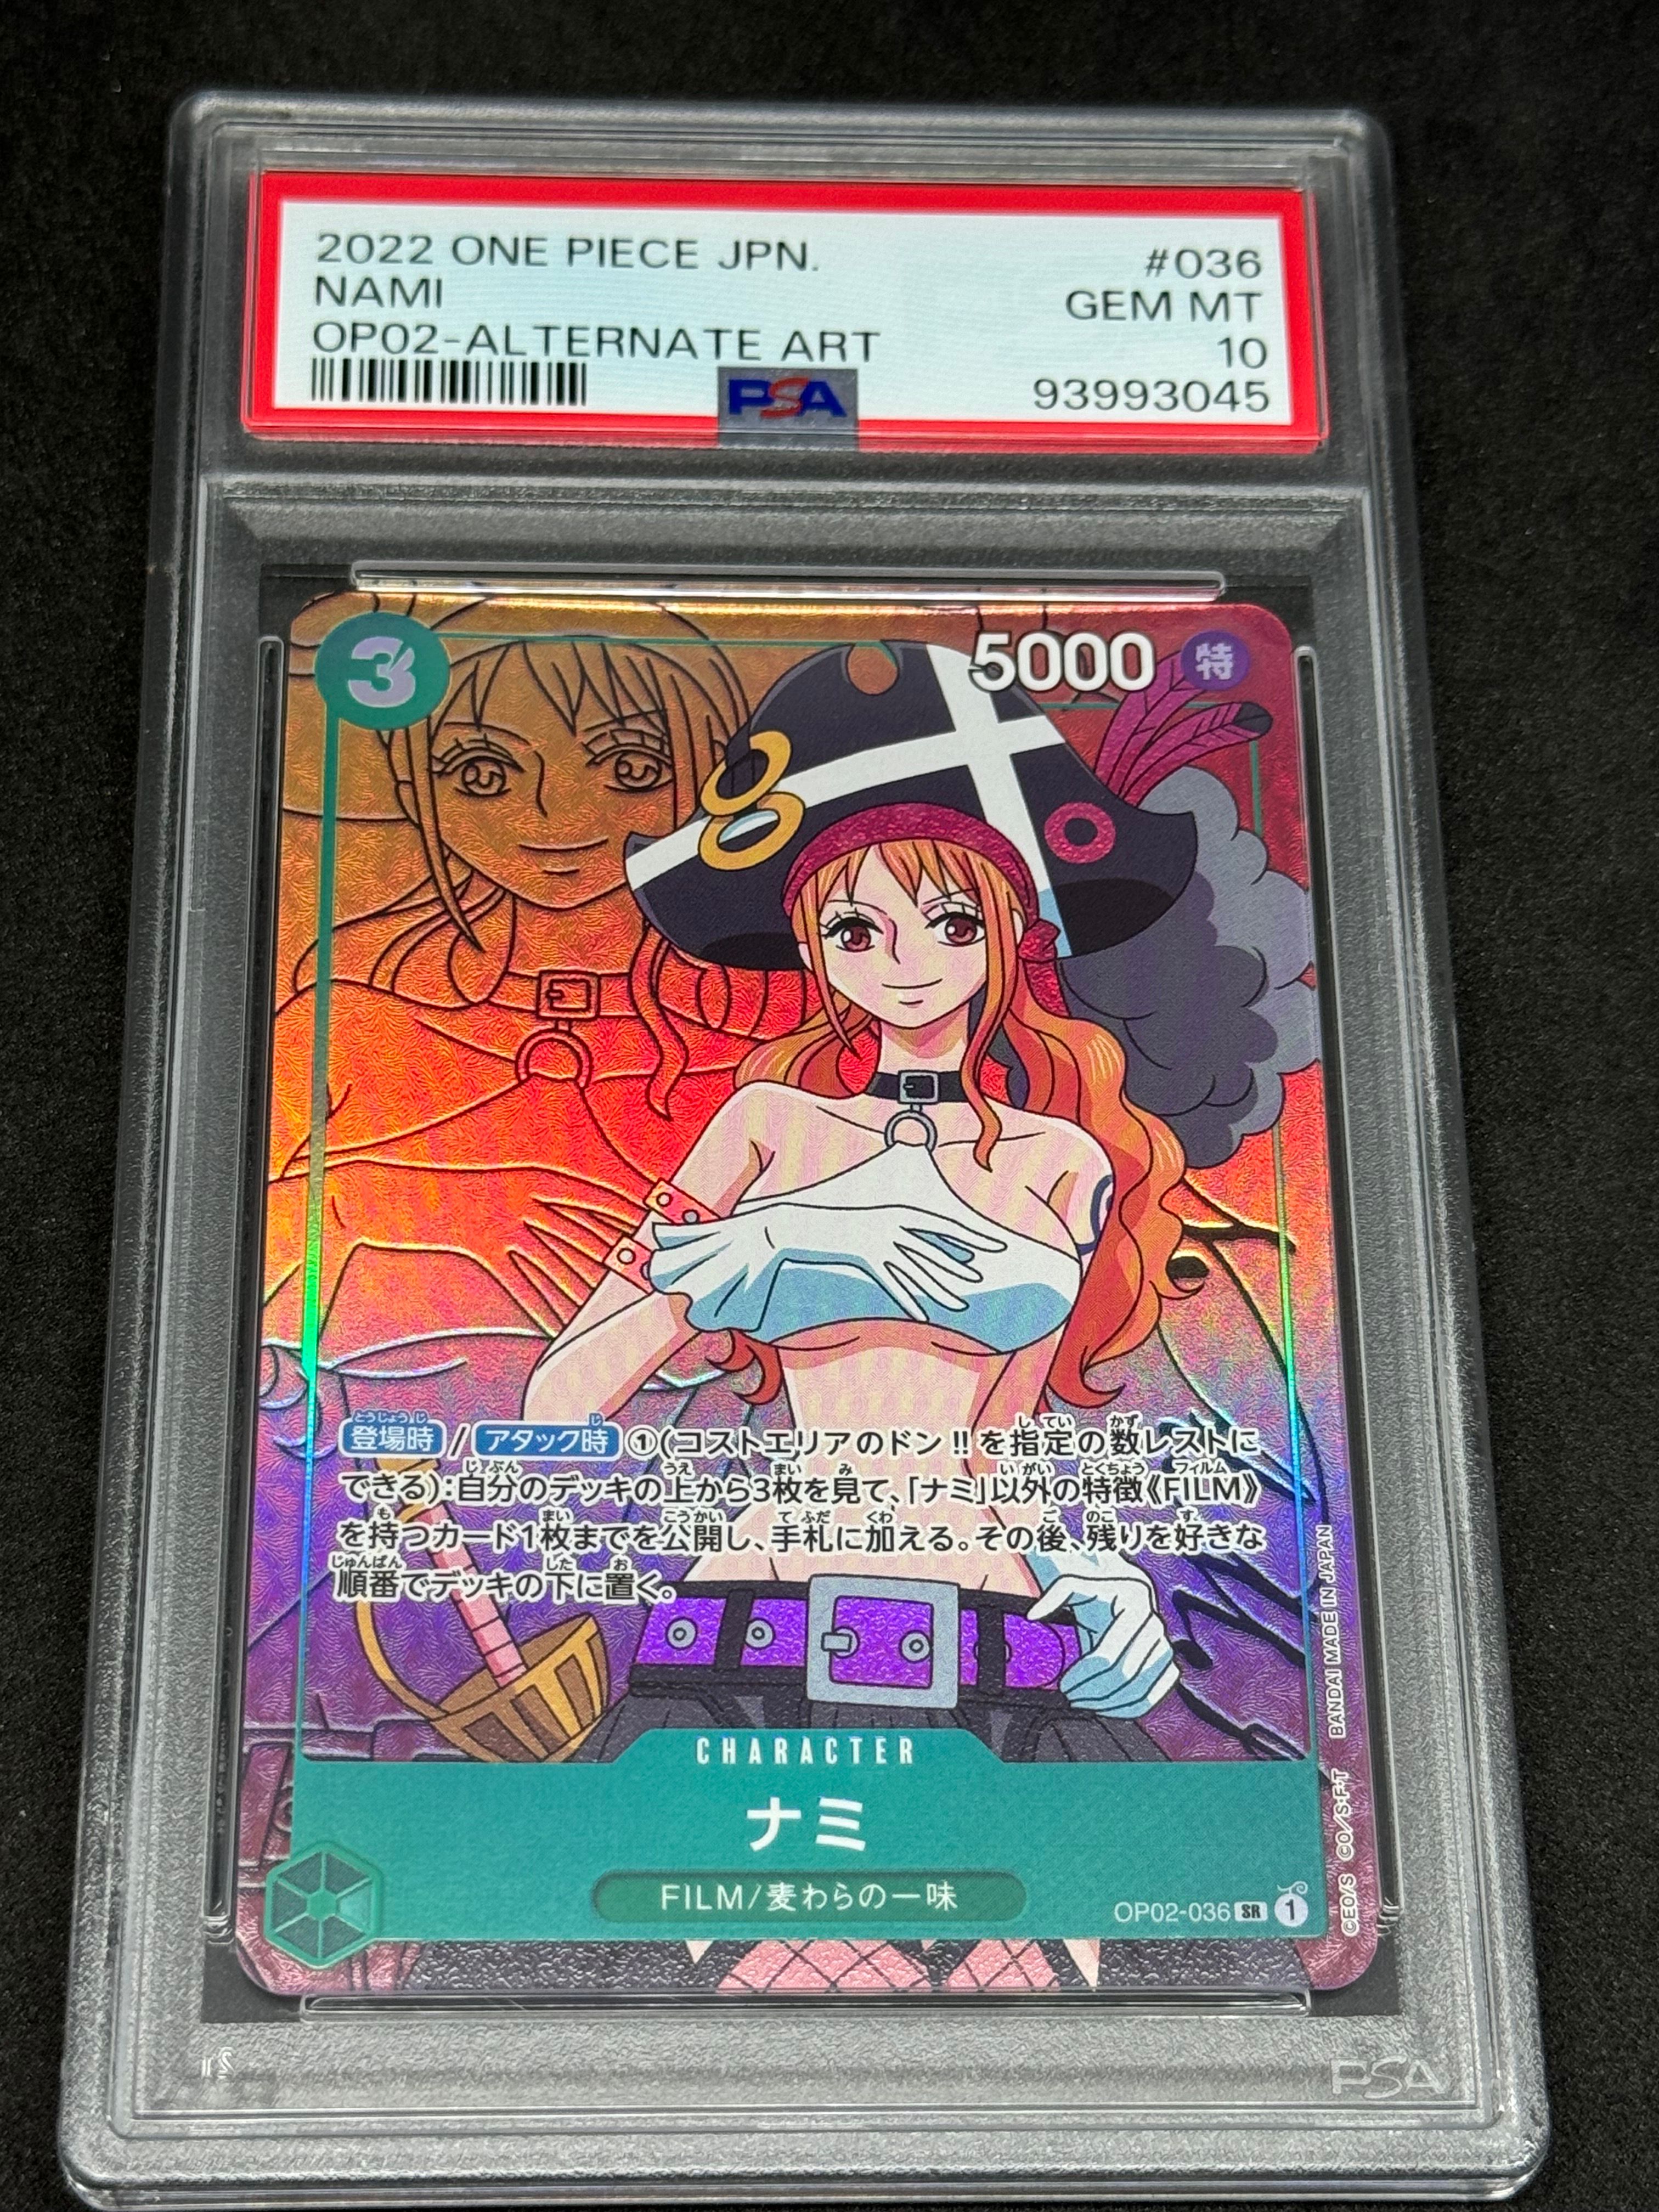 2022 ONE PIECE JPN. #036
NAMI GEM MT
OP02-ALTERNATE ART 10
PSA 93993045
3 5000 特
登場時 / アタック時 ①(コストエリアのドン!!を指定の数レストに
できる):自分のデッキの上から3枚を見て、「ナミ」以外の特徴《FILM》
を持つカード1枚までを公開し、手札に加える。その後、残りを好きな
順番でデッキの下に置く。
CHARACTER
ナミ
FILM/麦わらの一味
OP02-036 SR 1
©EO/S ©O/S・F・T BANDAI MADE IN JAPAN
PSA